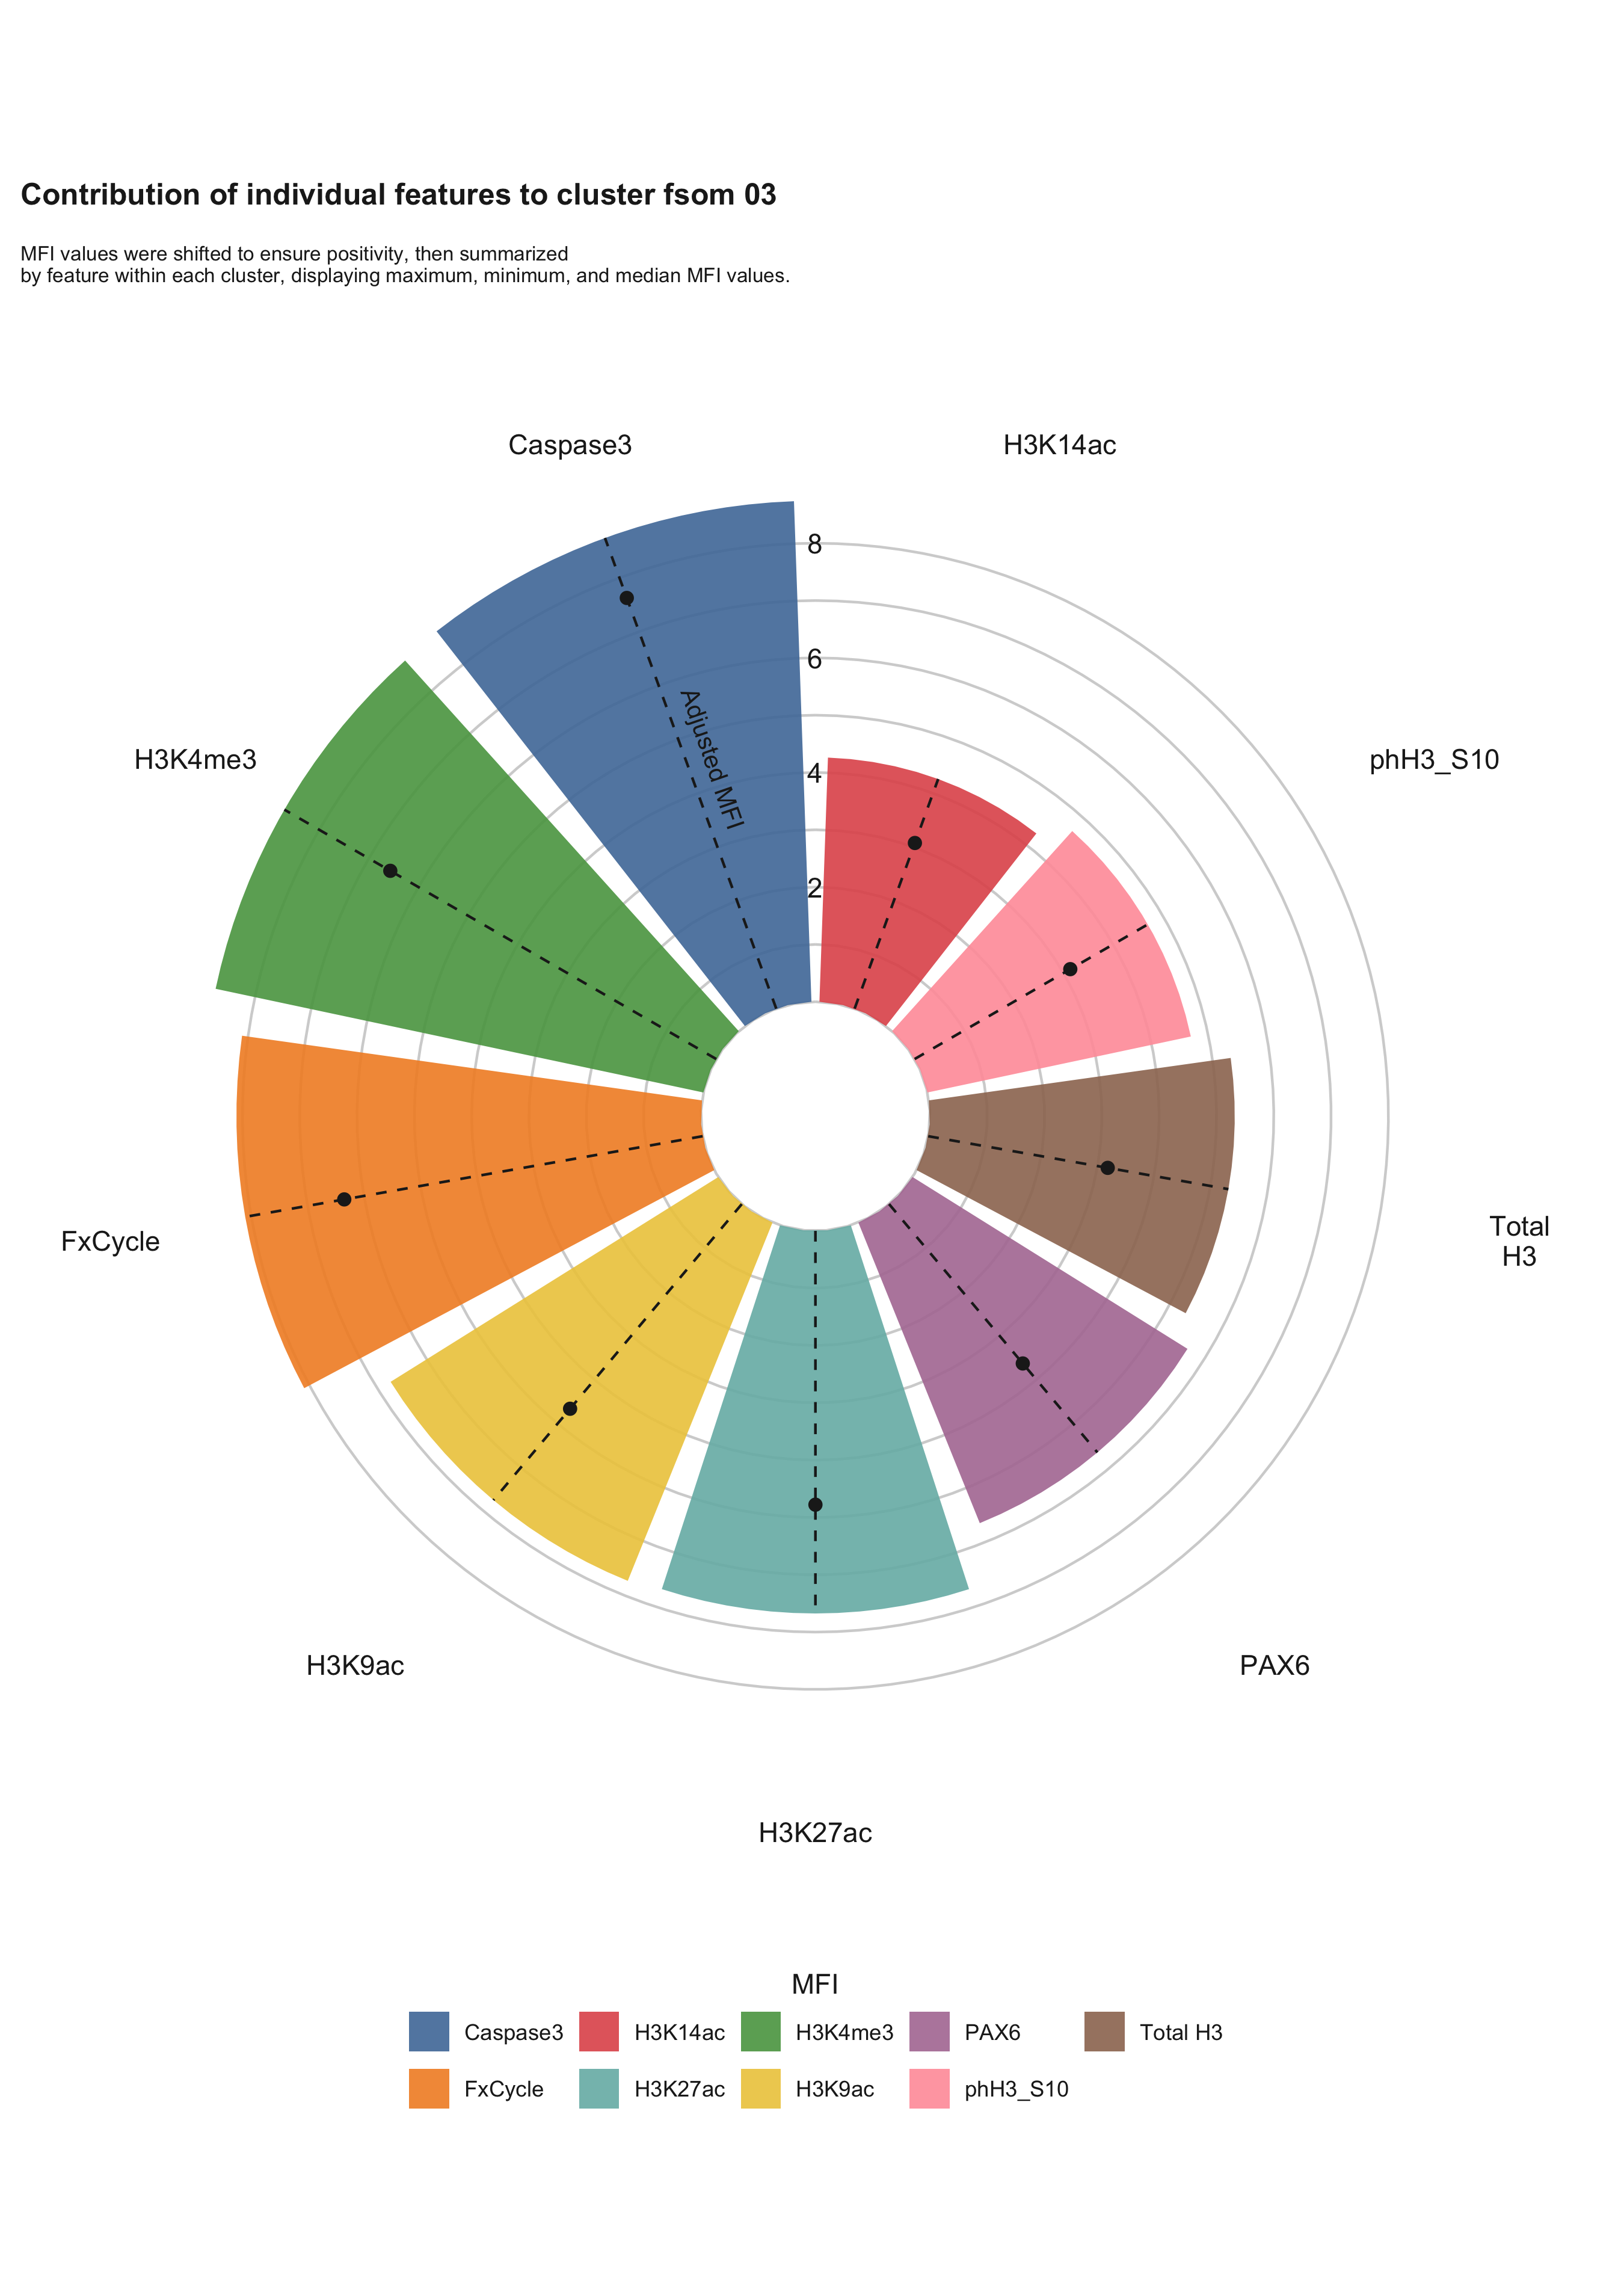 Contribution of individual features to cluster fsom 03
MFI values were shifted to ensure positivity, then summarized
by feature within each cluster, displaying maximum, minimum, and median MFI values.
Caspase3
H3K14ac
8
6
4
2
Adjusted MFI
H3K4me3
phH3_S10
FxCycle
Total
H3
H3K9ac
PAX6
H3K27ac
MFI
Caspase3
H3K14ac
H3K4me3
PAX6
Total H3
FxCycle
H3K27ac
H3K9ac
phH3_S10